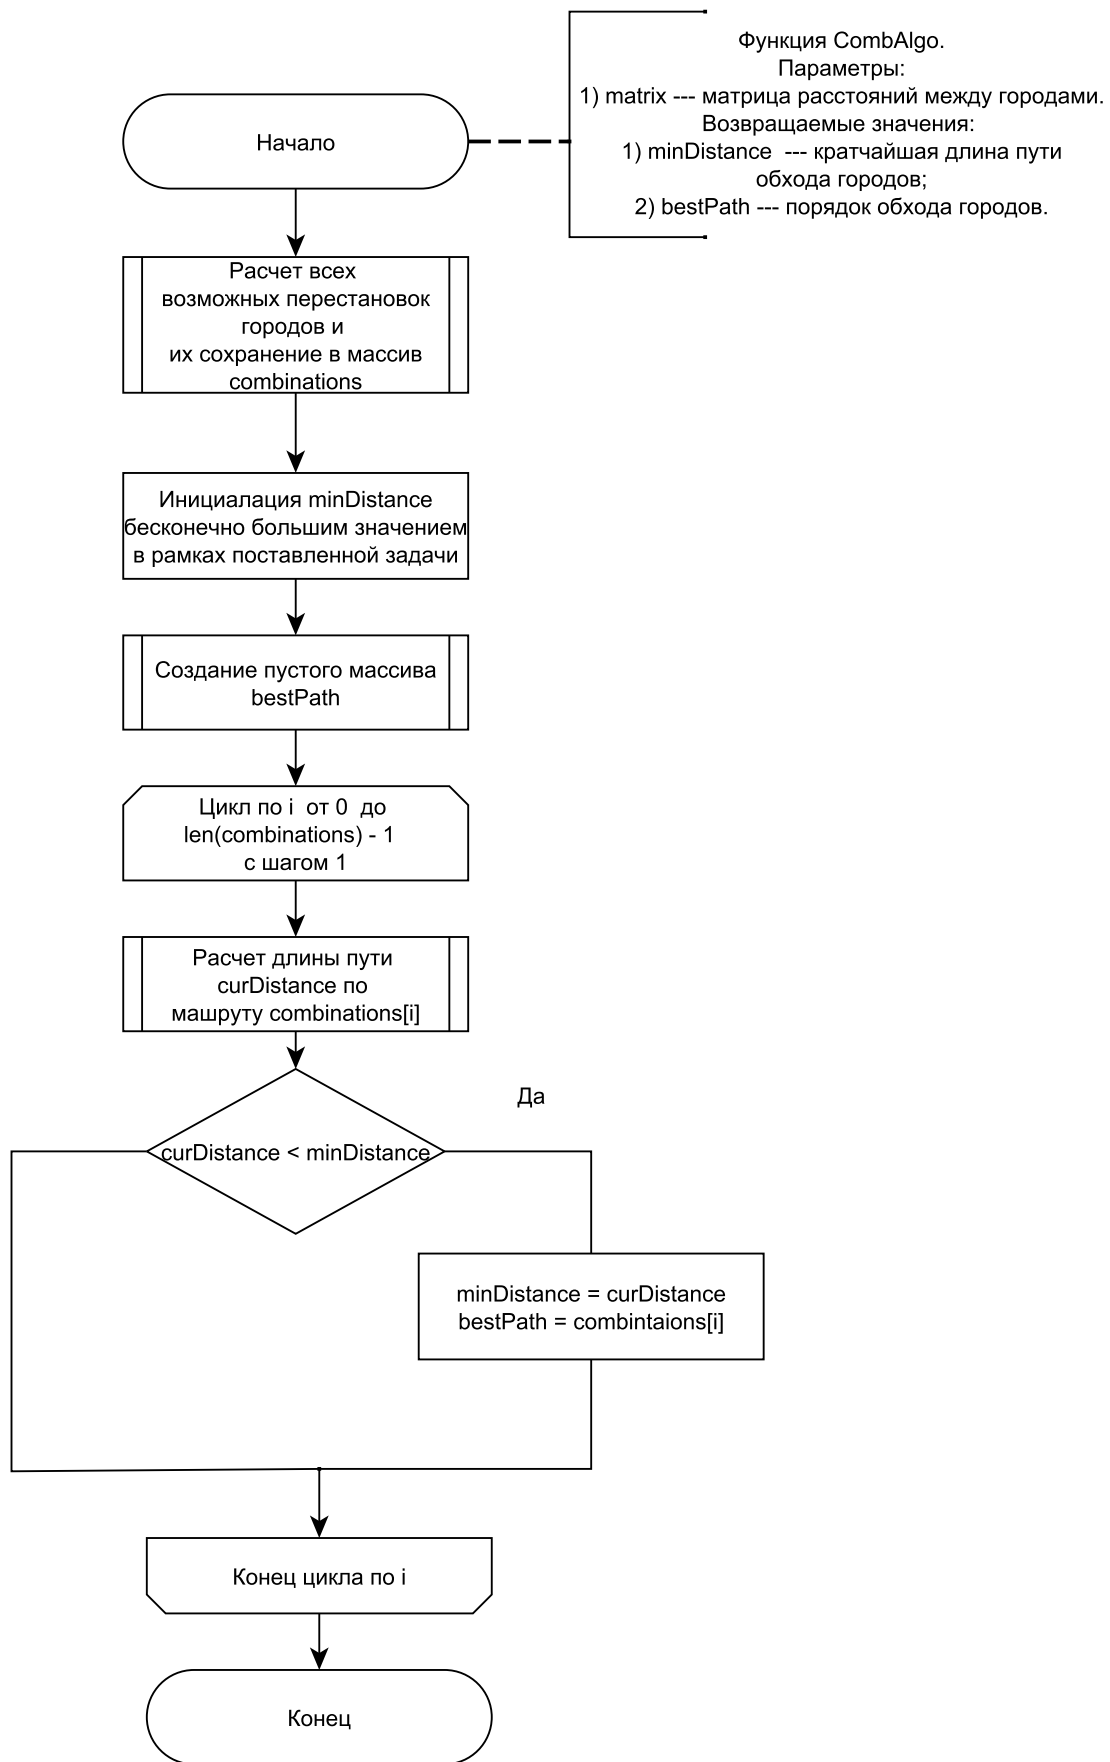 Функция CombAlgo.
Параметры:
1) matrix --- матрица расстояний между городами.
Возвращаемые значения:
1) minDistance --- кратчайшая длина пути
обхода городов;
2) bestPath --- порядок обхода городов.
Начало
Расчет всех
возможных перестановок
городов и
их сохранение в массив
combinations
Инициалация minDistance
бесконечно большим значением
в рамках поставленной задачи
Создание пустого массива
bestPath
Цикл по i от 0 до
len(combinations) - 1
с шагом 1
Расчет длины пути
curDistance по
машруту combinations[i]
Да
curDistance < minDistance
minDistance = curDistance
bestPath = combintaions[i]
Конец цикла по i
Конец